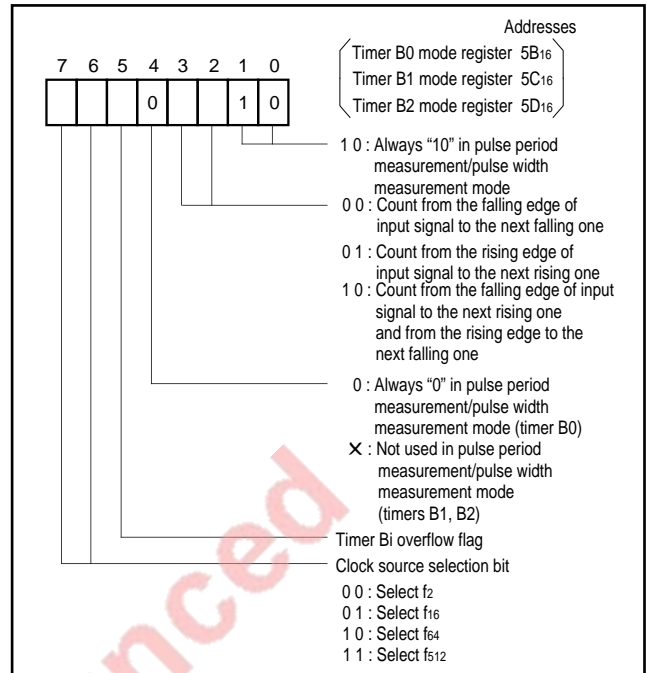 Addresses
Timer B0 mode register 5B16
Timer B1 mode register 5C16
Timer B2 mode register 5D16
7 6 5 4 3 2 1 0
0 1 0
1 0 : Always “10” in pulse period
measurement/pulse width
measurement mode
0 0 : Count from the falling edge of
input signal to the next falling one
0 1 : Count from the rising edge of
input signal to the next rising one
1 0 : Count from the falling edge of input
signal to the next rising one
and from the rising edge to the
next falling one
0 : Always “0” in pulse period
measurement/pulse width
measurement mode (timer B0)
✕ : Not used in pulse period
measurement/pulse width
measurement mode
(timers B1, B2)
Timer Bi overflow flag
Clock source selection bit
0 0 : Select f2
0 1 : Select f16
1 0 : Select f64
1 1 : Select f512
nced